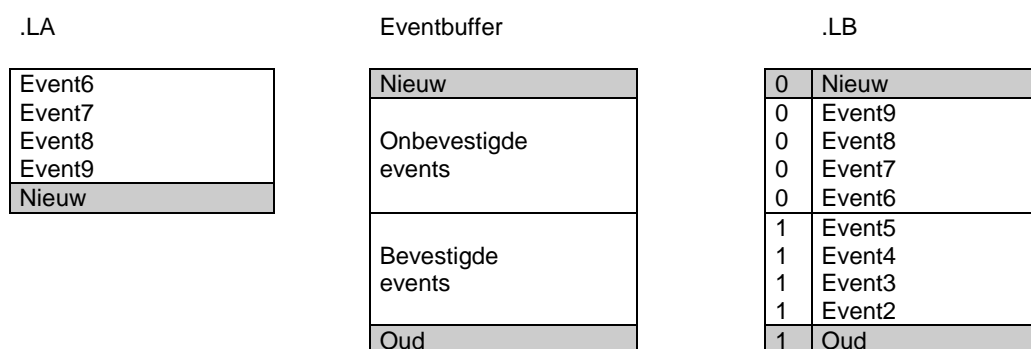 .LA
Event6
Event7
Event8
Event9
Nieuw
Eventbuffer
Nieuw
Onbevestigde
events
Bevestigde
events
Oud
.LB
0 Nieuw
0 Event9
0 Event8
0 Event7
0 Event6
1 Event5
1 Event4
1 Event3
1 Event2
1 Oud